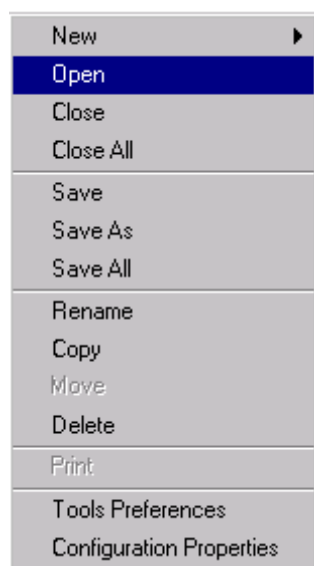 New
Open
Close
Close All
Save
Save As
Save All
Rename
Copy
Move
Delete
Print
Tools Preferences
Configuration Properties